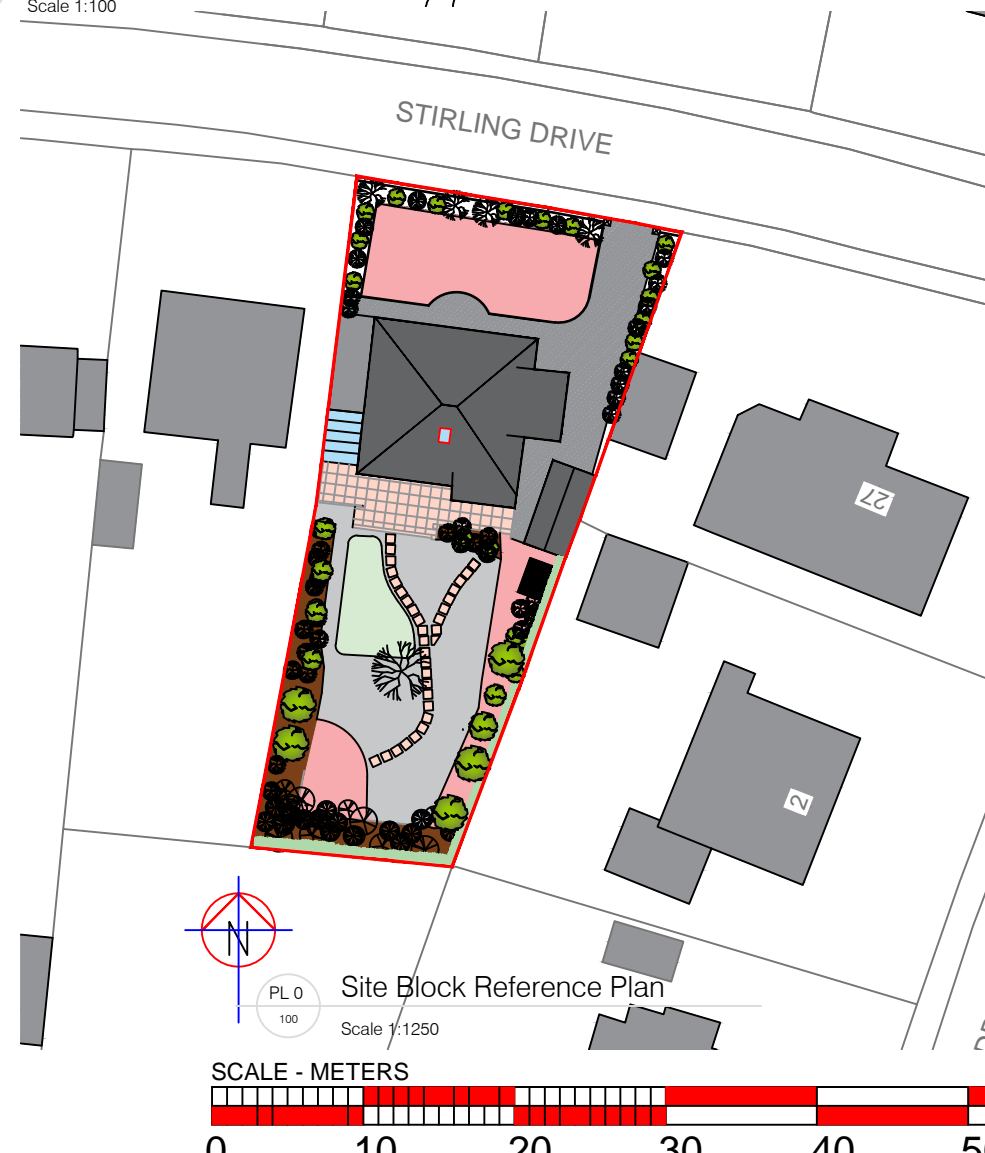 Scale 1:100
STIRLING DRIVE
27
2
N
PL 0
100
Site Block Reference Plan
Scale 1:1250
SCALE - METERS
0 10 20 30 40